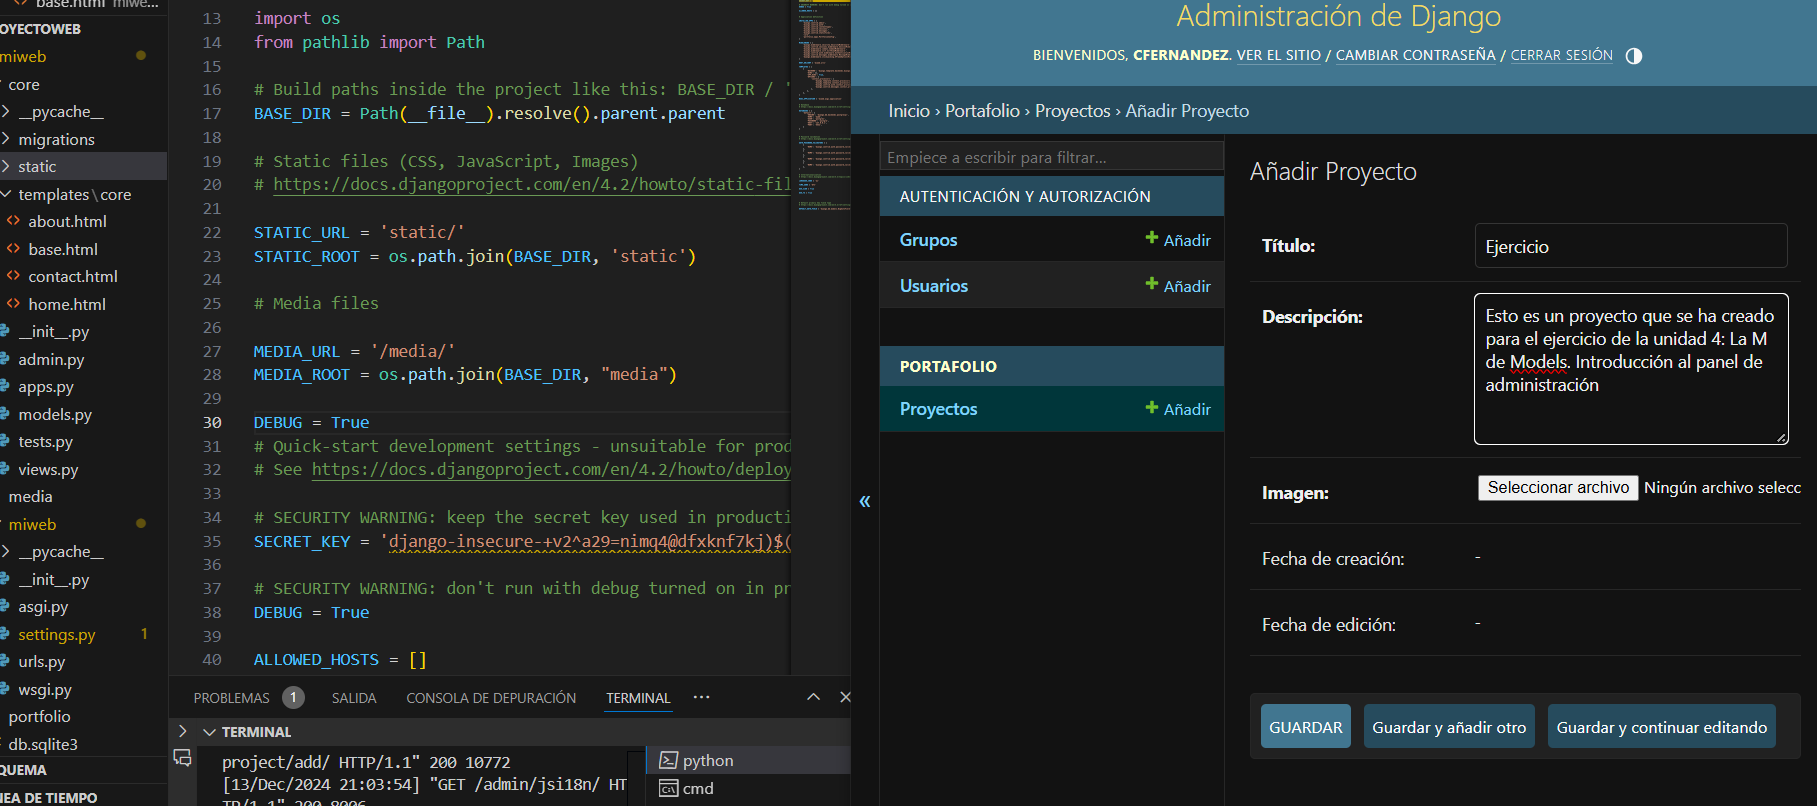 base.html miwe...
OYECTOWEB
miweb
core
__pycache__
migrations
static
templates\core
about.html
base.html
contact.html
home.html
__init__.py
admin.py
apps.py
models.py
tests.py
views.py
media
miweb
__pycache__
__init__.py
asgi.py
settings.py 1
urls.py
wsgi.py
portfolio
db.sqlite3
QUEMA
NEA DE TIEMPO
13 import os
14 from pathlib import Path
15
16 # Build paths inside the project like this: BASE_DIR / '
17 BASE_DIR = Path(__file__).resolve().parent.parent
18
19 # Static files (CSS, JavaScript, Images)
20 # https://docs.djangoproject.com/en/4.2/howto/static-fil
21
22 STATIC_URL = 'static/'
23 STATIC_ROOT = os.path.join(BASE_DIR, 'static')
24
25 # Media files
26
27 MEDIA_URL = '/media/'
28 MEDIA_ROOT = os.path.join(BASE_DIR, "media")
29
30 DEBUG = True
31 # Quick-start development settings - unsuitable for prod
32 # See https://docs.djangoproject.com/en/4.2/howto/deploy
33
34 # SECURITY WARNING: keep the secret key used in producti
35 SECRET_KEY = 'django-insecure-+v2^a29=nimq4@dfxknf7kj)$(
36
37 # SECURITY WARNING: don't run with debug turned on in pr
38 DEBUG = True
39
40 ALLOWED_HOSTS = []
PROBLEMAS 1 SALIDA CONSOLA DE DEPURACIÓN TERMINAL ···
TERMINAL
project/add/ HTTP/1.1" 200 10772
[13/Dec/2024 21:03:54] "GET /admin/jsi18n/ HT
TP/1.1" 200 8006
python
cmd
Administración de Django
BIENVENIDOS, CFERNANDEZ. VER EL SITIO / CAMBIAR CONTRASEÑA / CERRAR SESIÓN
Inicio › Portafolio › Proyectos › Añadir Proyecto
Empiece a escribir para filtrar...
AUTENTICACIÓN Y AUTORIZACIÓN
Grupos + Añadir
Usuarios + Añadir
PORTAFOLIO
Proyectos + Añadir
«
Añadir Proyecto
Título: Ejercicio
Descripción: Esto es un proyecto que se ha creado
para el ejercicio de la unidad 4: La M
de Models. Introducción al panel de
administración
Imagen: Seleccionar archivo Ningún archivo selecc
Fecha de creación: -
Fecha de edición: -
GUARDAR Guardar y añadir otro Guardar y continuar editando